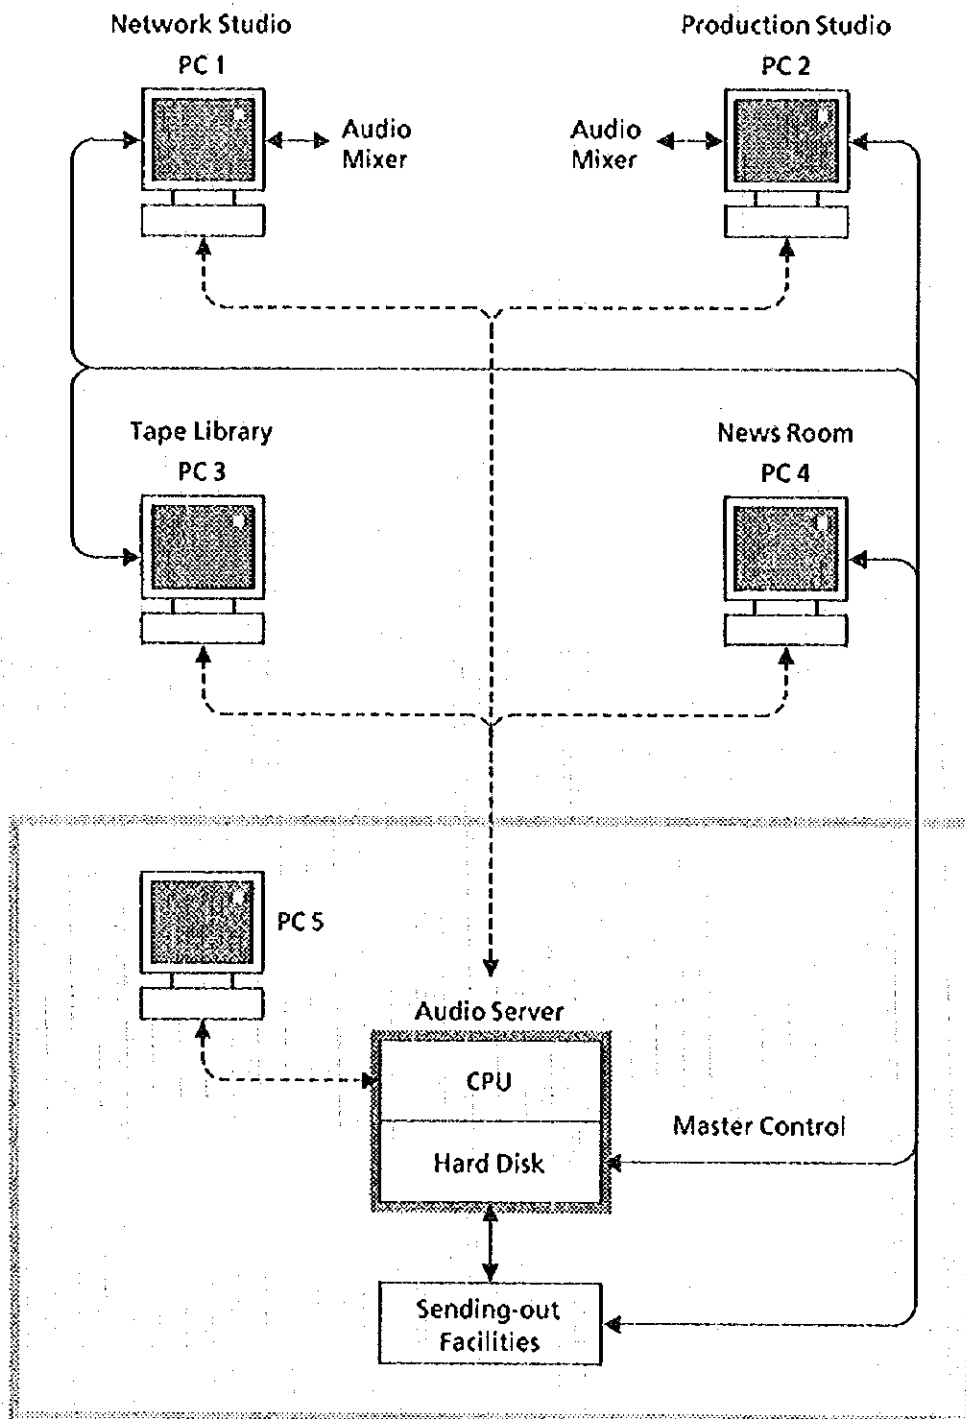 Network Studio
PC 1
Production Studio
PC 2
Audio
Mixer
Audio
Mixer
Tape Library
PC 3
News Room
PC 4
PC 5
Audio Server
CPU
Hard Disk
Master Control
Sending-out
Facilities